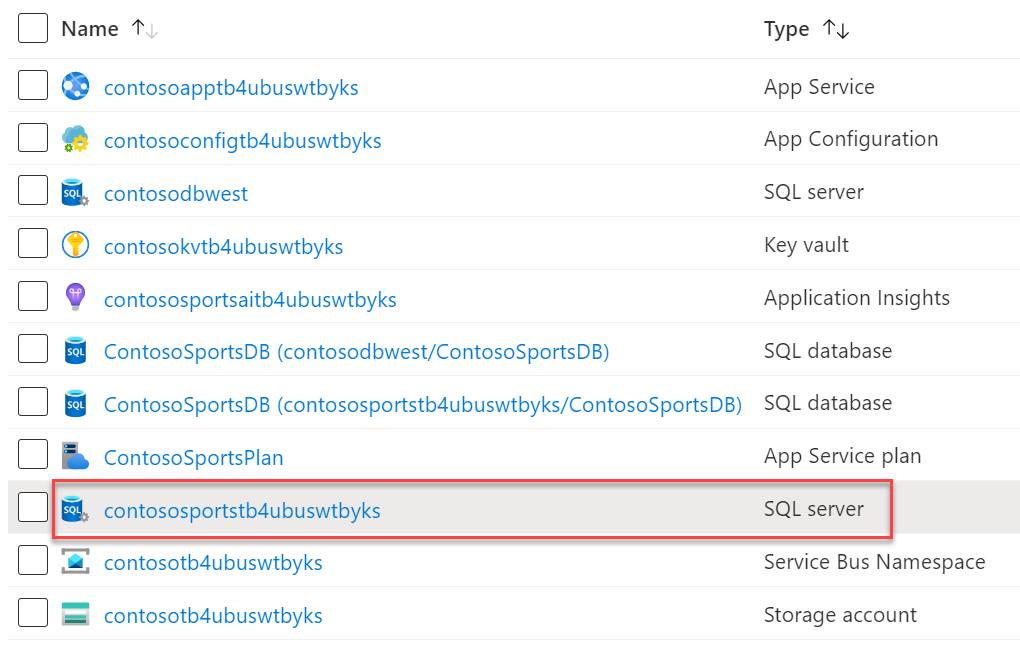 Name ↑↓ Type ↑↓
contosoapptb4ubuswtbyks App Service
contosoconfigtb4ubuswtbyks App Configuration
SQL contosodbwest SQL server
contosokvtb4ubuswtbyks Key vault
contososportsaitb4ubuswtbyks Application Insights
SQL ContosoSportsDB (contosodbwest/ContosoSportsDB) SQL database
SQL ContosoSportsDB (contososportstb4ubuswtbyks/ContosoSportsDB) SQL database
ContosoSportsPlan App Service plan
SQL contososportstb4ubuswtbyks SQL server
contosotb4ubuswtbyks Service Bus Namespace
contosotb4ubuswtbyks Storage account